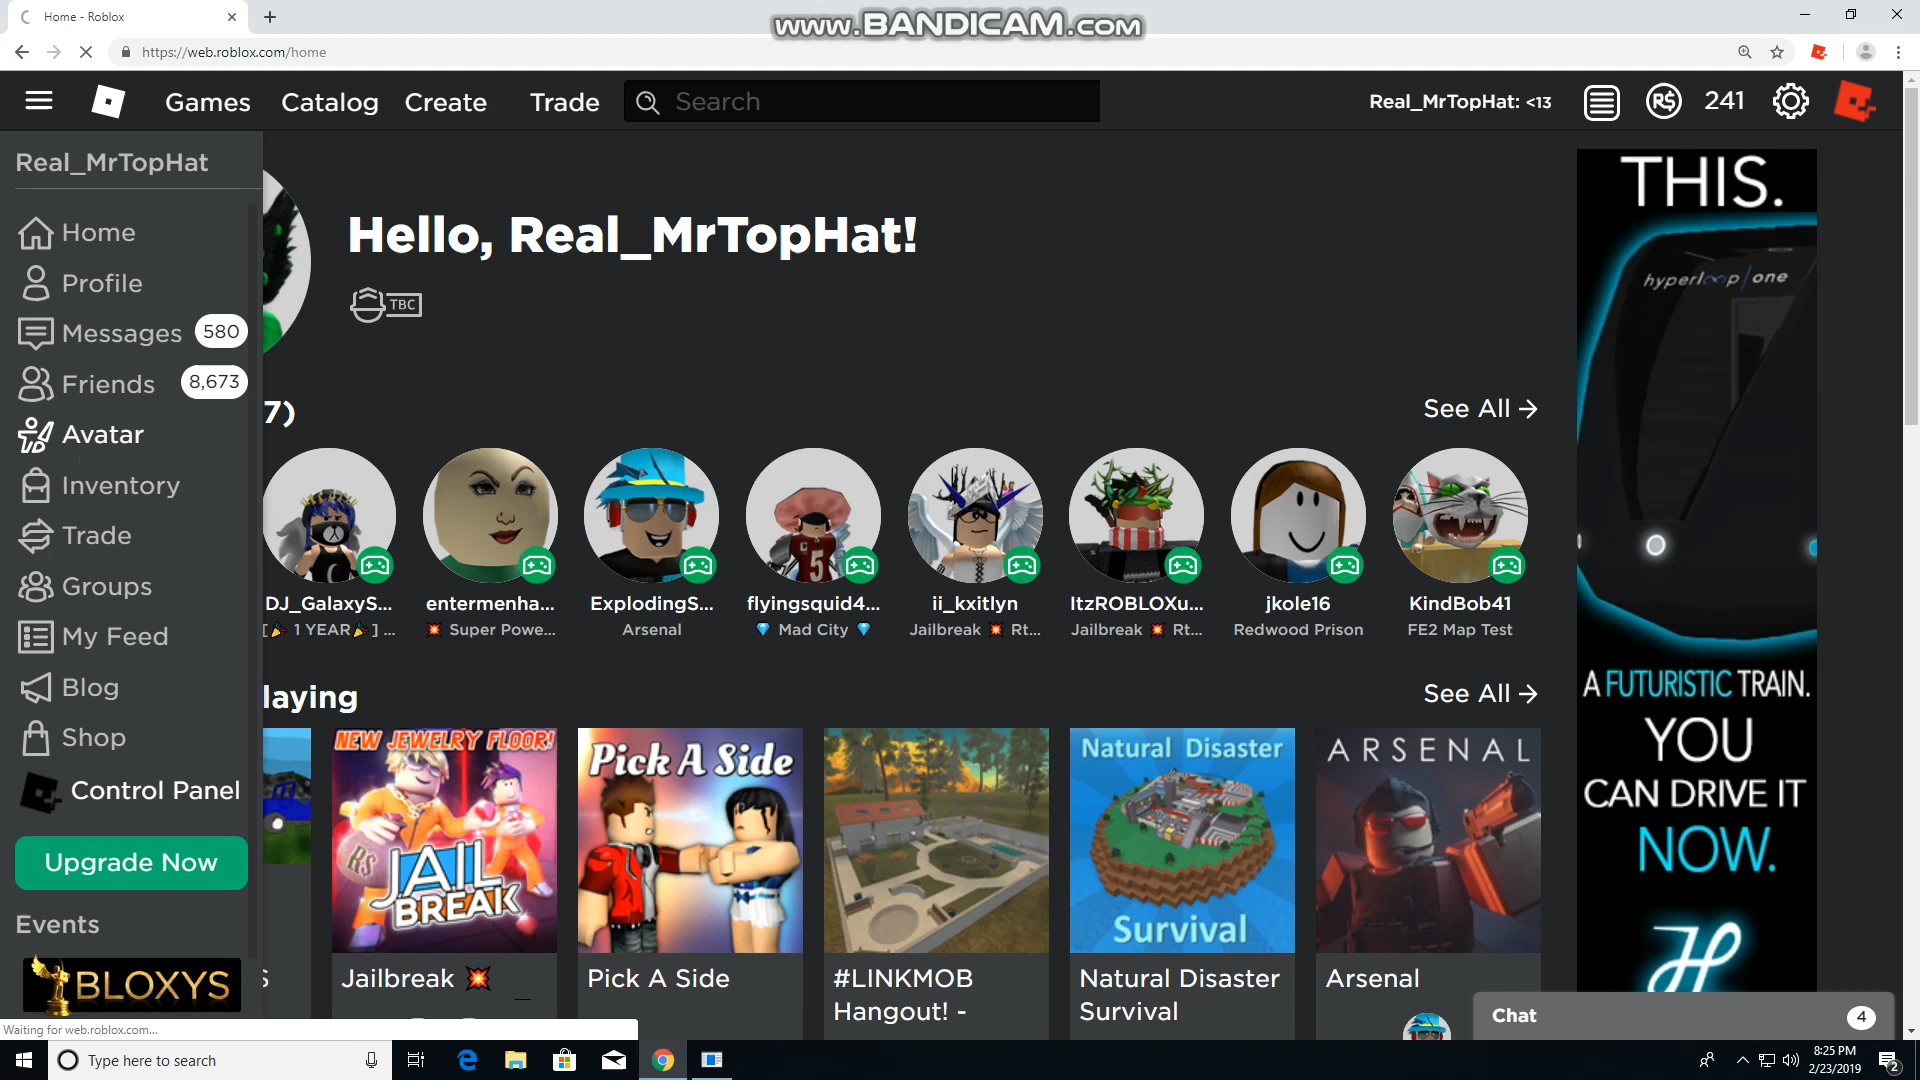 Home - Roblox
www.BANDICAM.com
https://web.roblox.com/home
Games
Catalog
Create
Trade
Search
Real_MrTopHat: <13
R$
241
Real_MrTopHat
Home
Profile
Messages
580
Friends
8,673
Avatar
Inventory
Trade
Groups
My Feed
Blog
Shop
Control Panel
Upgrade Now
Events
BLOXYS
Hello, Real_MrTopHat!
TBC
7)
See All →
DJ_GalaxyS...
[🎉 1 YEAR🎉] ...
entermenha...
💥 Super Powe...
ExplodingS...
Arsenal
flyingsquid4...
💎 Mad City 💎
ii_kxitlyn
Jailbreak 💥 Rt...
ItzROBLOXu...
Jailbreak 💥 Rt...
jkole16
Redwood Prison
KindBob41
FE2 Map Test
laying
See All →
NEW JEWELRY FLOOR!
JAIL
BREAK
Pick A Side
Natural Disaster
Survival
ARSENAL
s
Jailbreak 💥
Pick A Side
#LINKMOB
Hangout! -
Natural Disaster
Survival
Arsenal
THIS.
hyperloop one
A FUTURISTIC TRAIN.
YOU
CAN DRIVE IT
NOW.
H
Chat
4
Waiting for web.roblox.com...
Type here to search
8:25 PM
2/23/2019
2